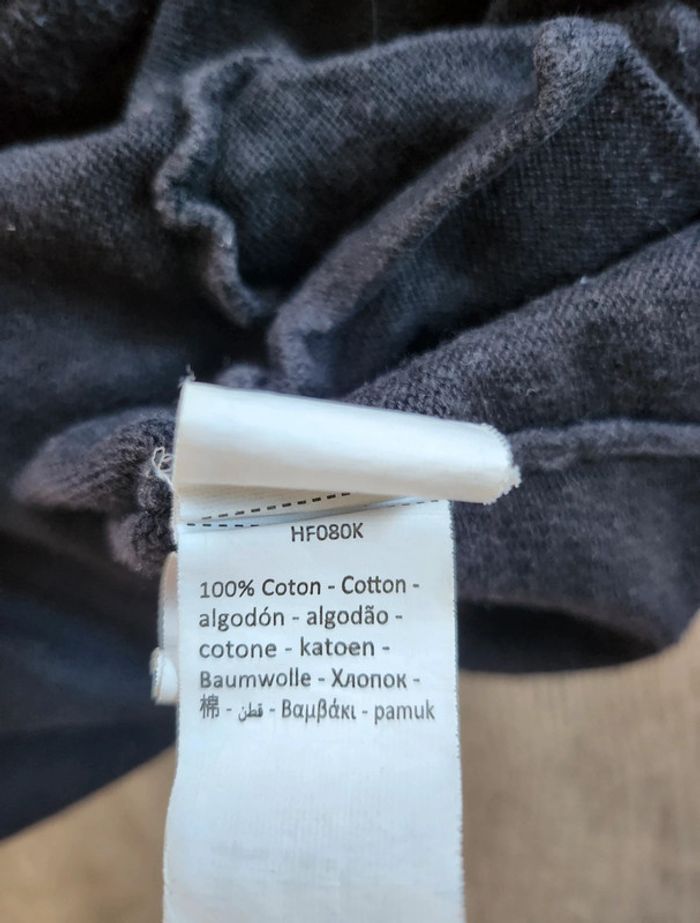 HF080K
100% Coton - Cotton -
algodón - algodão -
cotone - katoen -
Baumwolle - Хлопок -
棉 - قطن - Βαμβάκι - pamuk